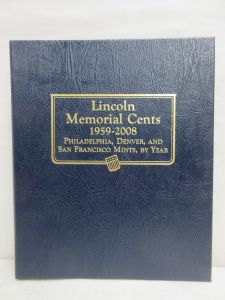 Lincoln
Memorial Cents
1959-2008
Philadelphia, Denver, and
San Francisco Mints, by Year